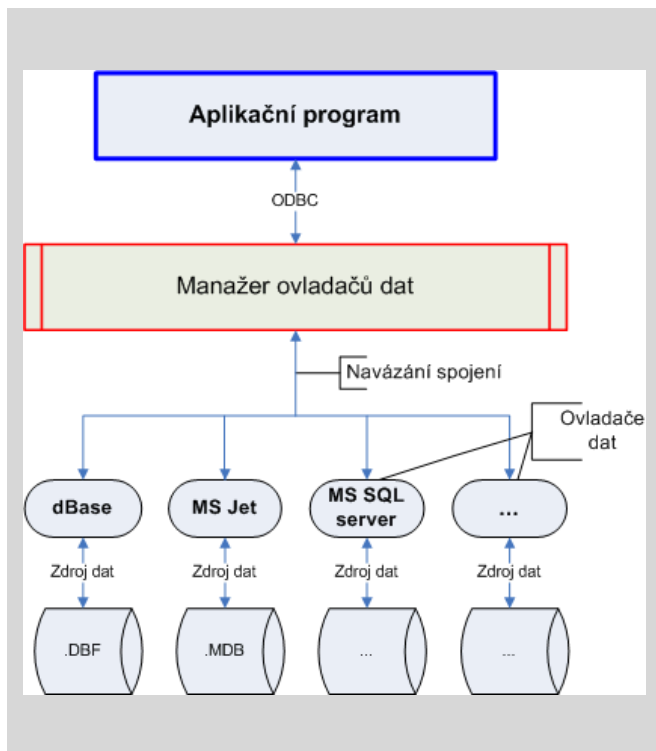 Aplikační program
ODBC
Manažer ovladačů dat
Navázání spojení
Ovladače
dat
dBase
MS Jet
MS SQL
server
...
Zdroj dat
Zdroj dat
Zdroj dat
Zdroj dat
.DBF
.MDB
...
...